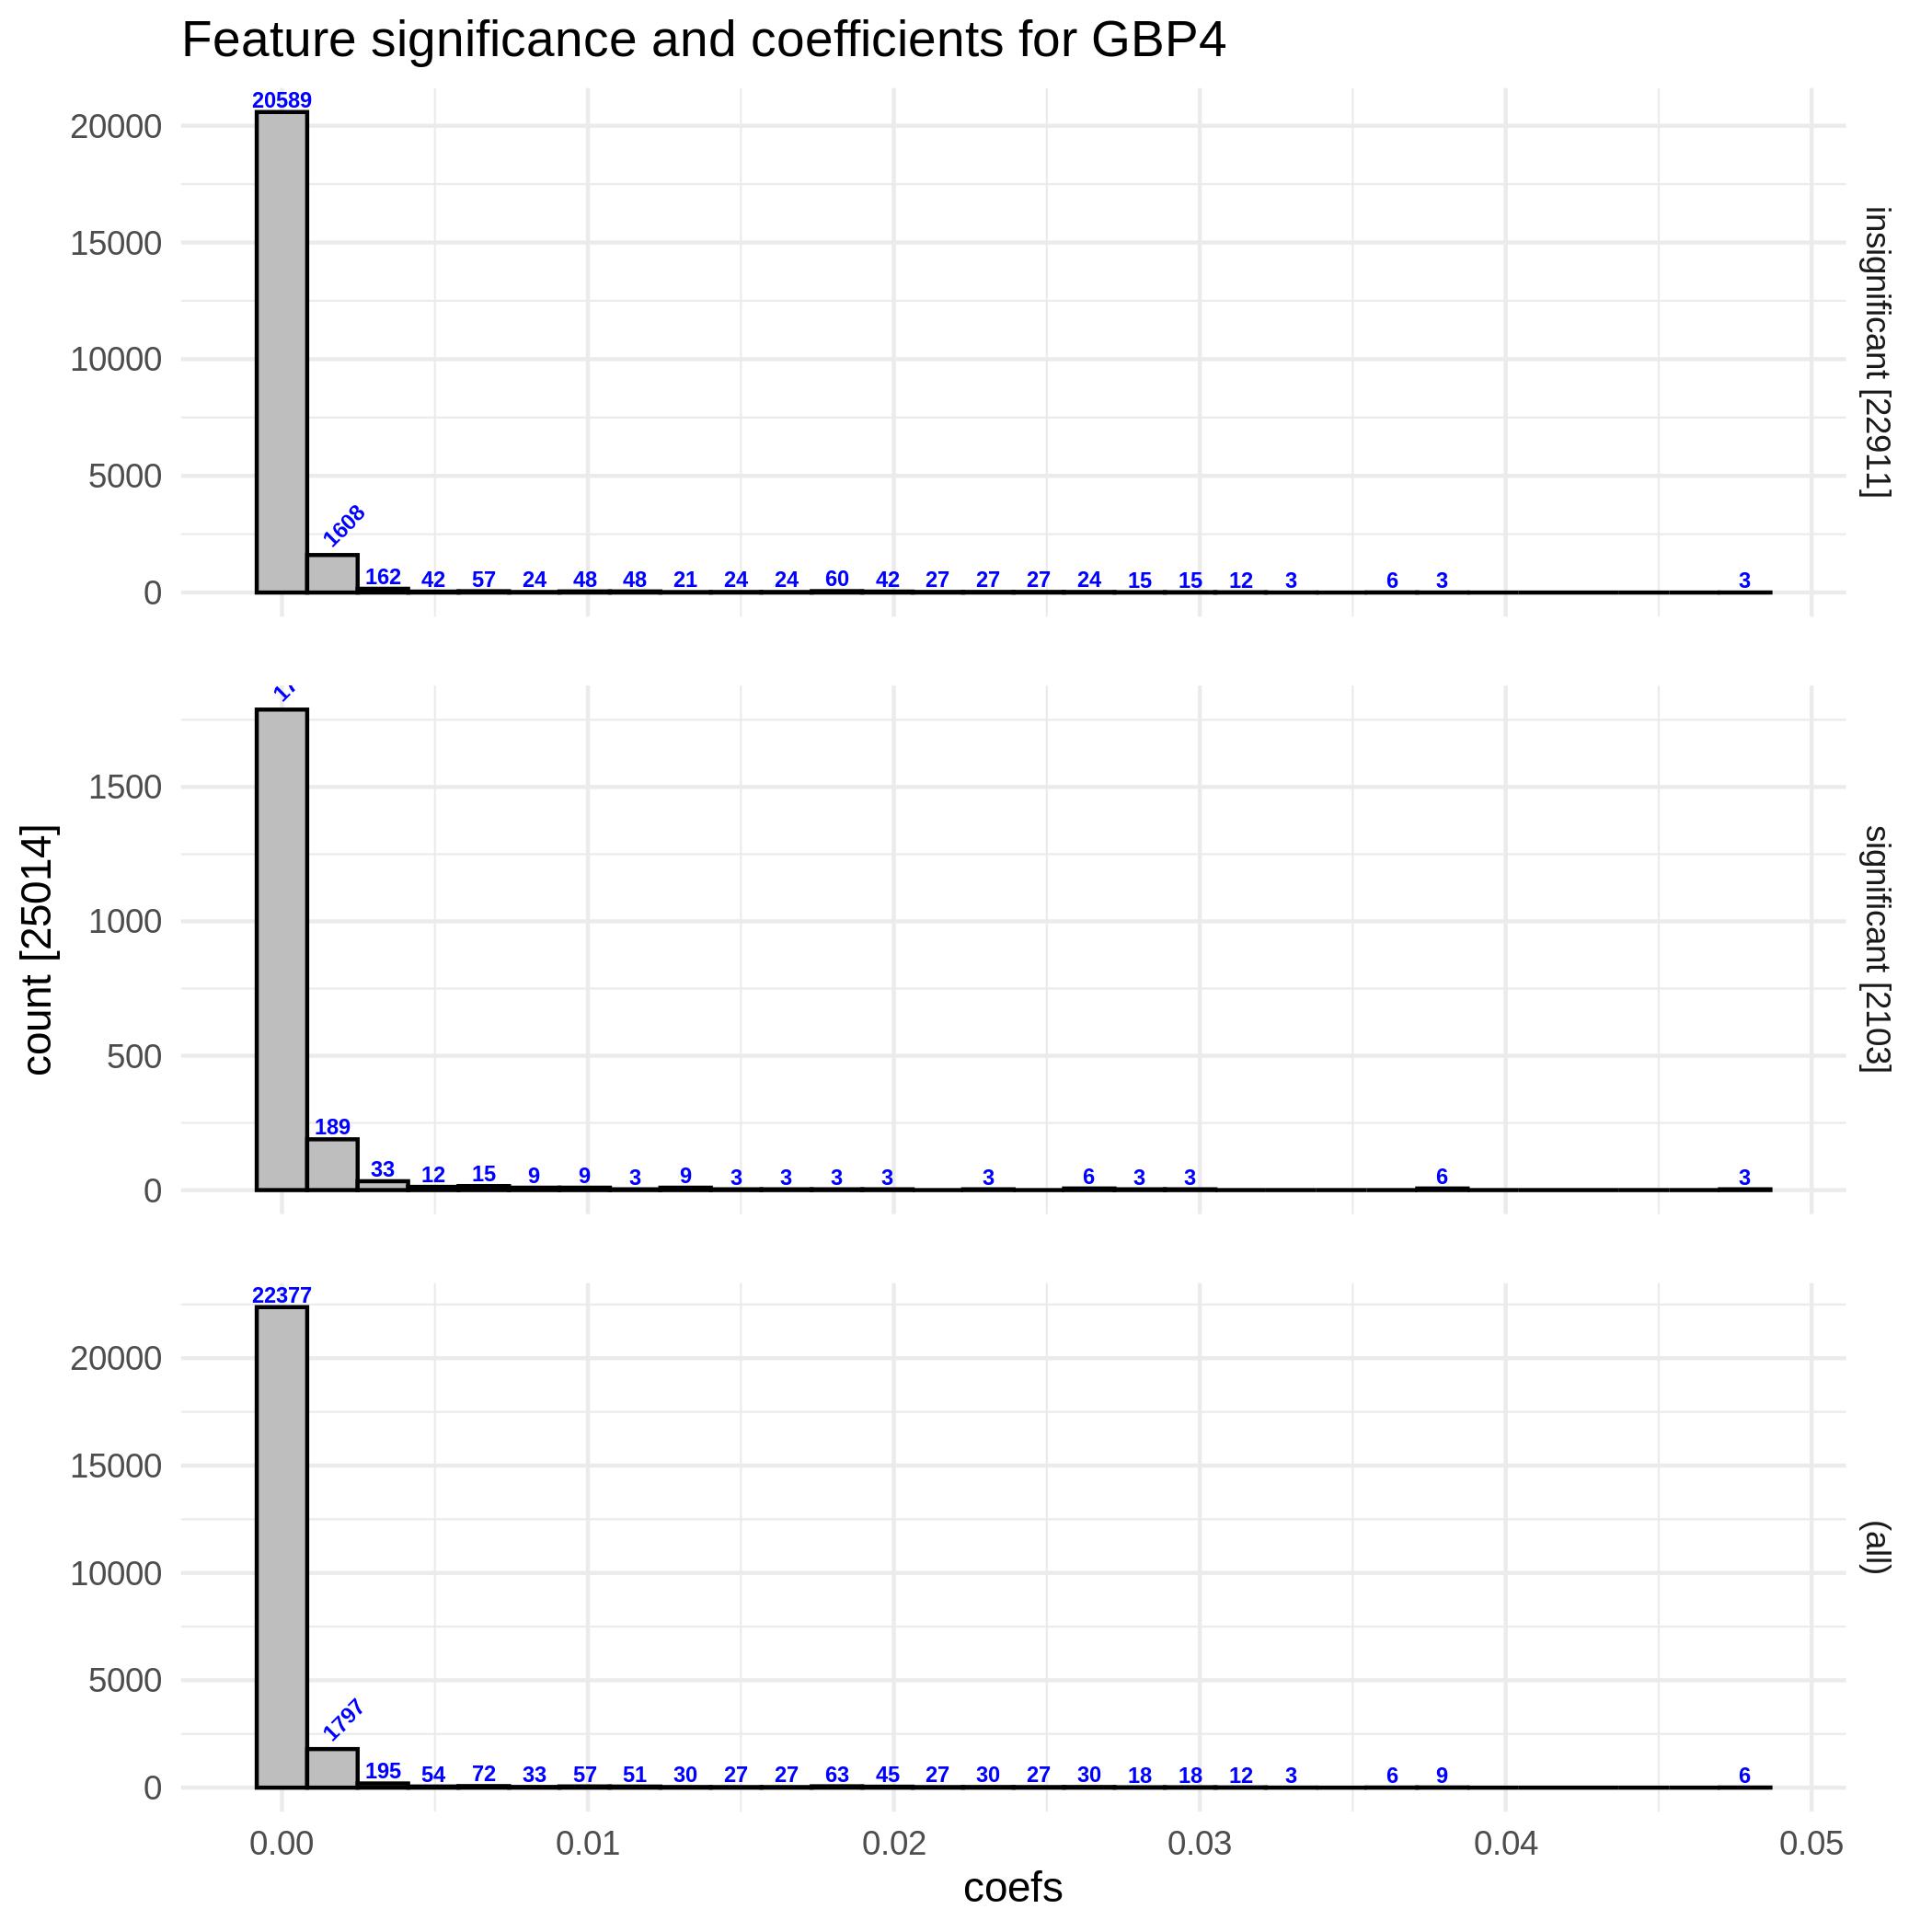 Feature significance and coefficients for GBP4
20589
20000
15000
10000
5000
0
1608
162 42 57 24 48 48 21 24 24 60 42 27 27 27 24 15 15 12 3 6 3 3
insignificant [22911]
1500
1000
500
0
189
33 12 15 9 9 3 9 3 3 3 3 3 6 3 3 6 3
significant [2103]
count [25014]
22377
20000
15000
10000
5000
0
1797
195 54 72 33 57 51 30 27 27 63 45 27 30 27 30 18 18 12 3 6 9 6
(all)
0.00 0.01 0.02 0.03 0.04 0.05
coefs